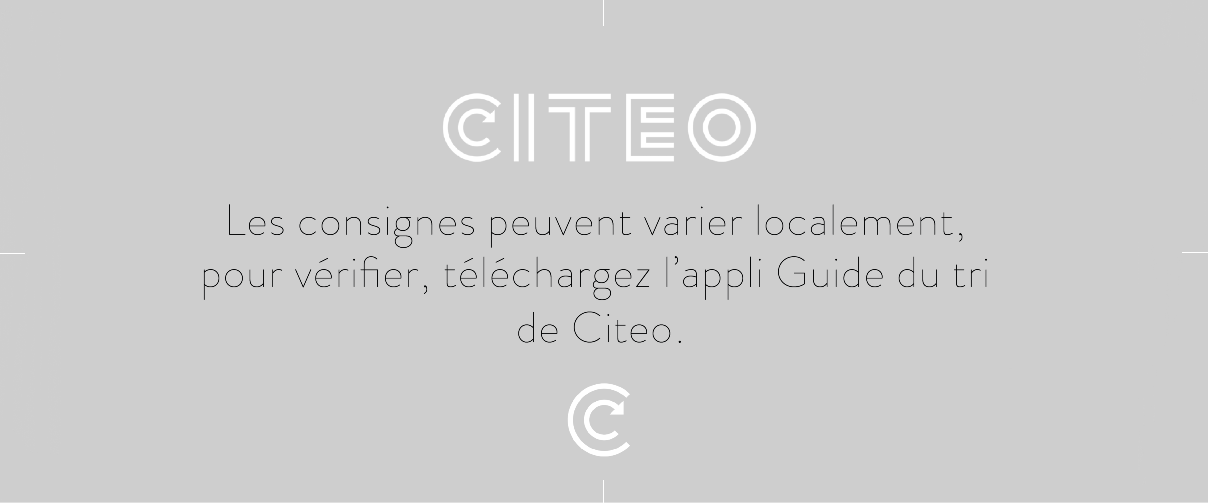 CITEO
Les consignes peuvent varier localement,
pour vérifier, téléchargez l’appli Guide du tri
de Citeo.